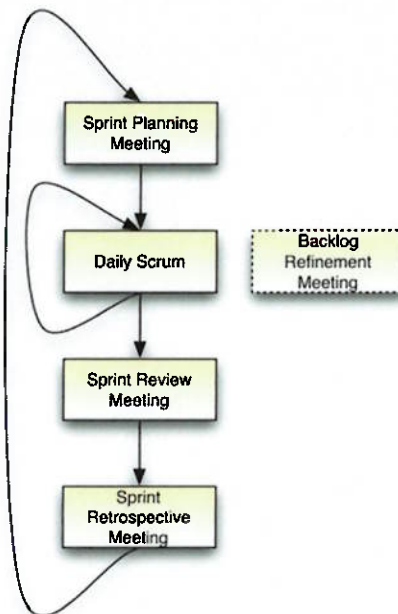 Sprint Planning
Meeting
Daily Scrum
Backlog
Refinement
Meeting
Sprint Review
Meeting
Sprint
Retrospective
Meeting